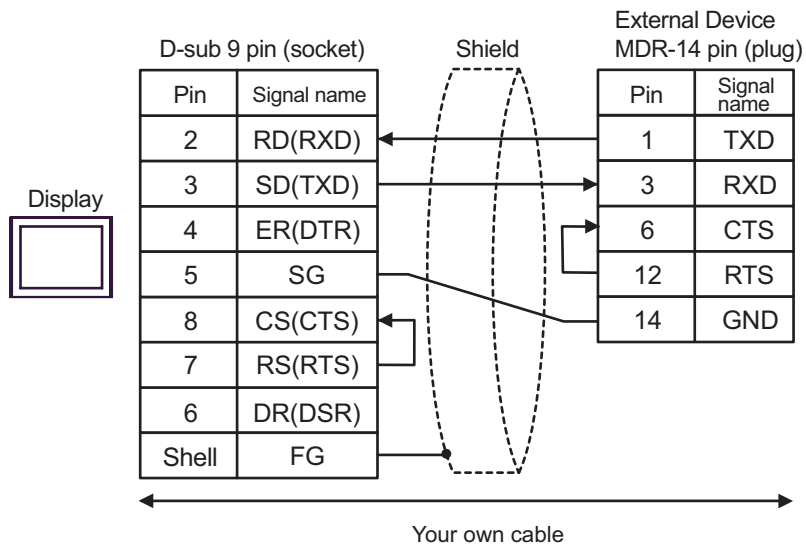 External Device
D-sub 9 pin (socket) Shield MDR-14 pin (plug)
Pin Signal name Pin Signal name
2 RD(RXD) 1 TXD
3 SD(TXD) 3 RXD
Display
4 ER(DTR) 6 CTS
5 SG 12 RTS
8 CS(CTS) 14 GND
7 RS(RTS)
6 DR(DSR)
Shell FG
Your own cable